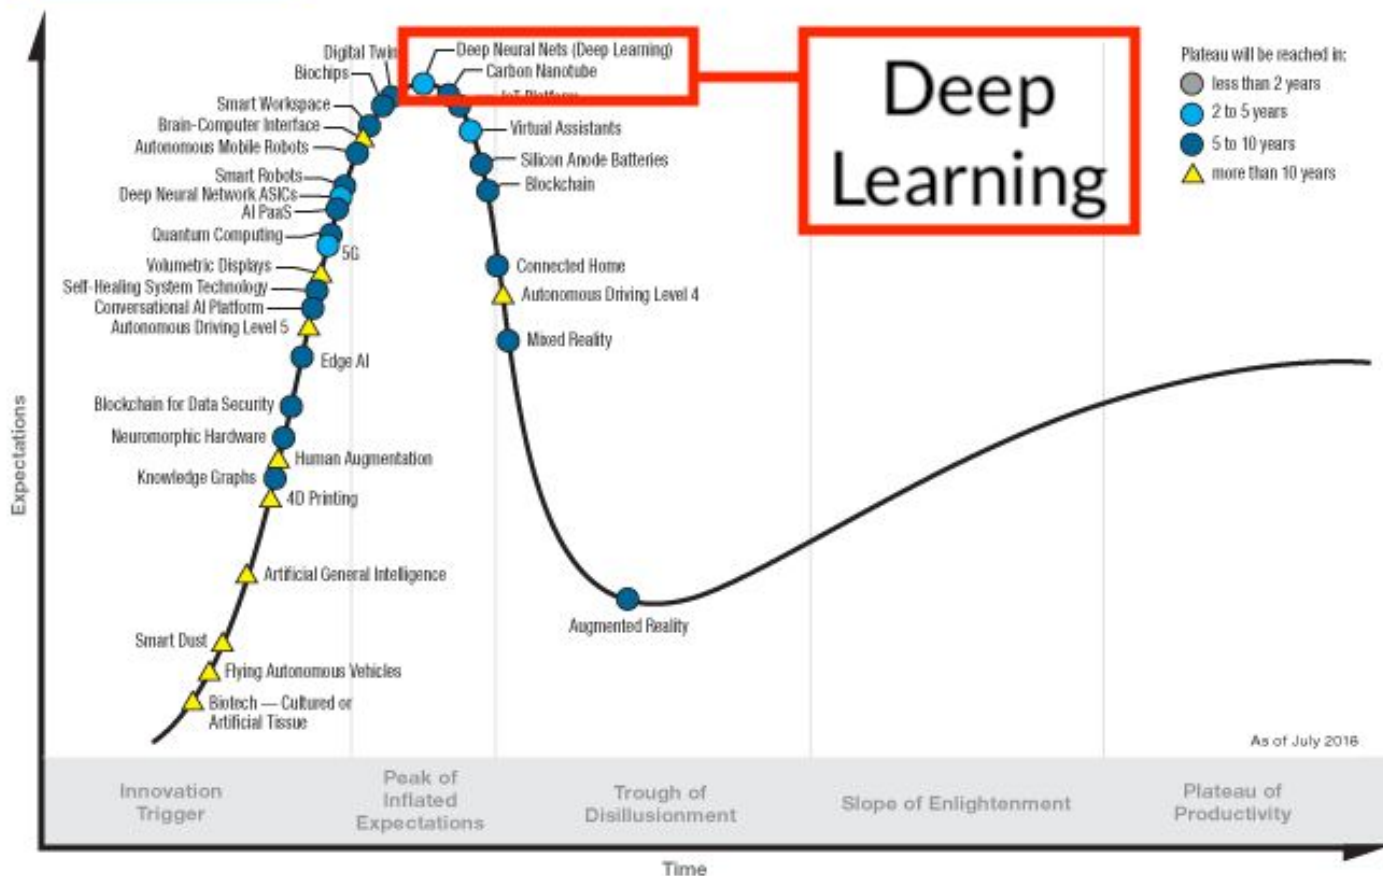 Digital Twin
Biochips
Smart Workspace
Brain-Computer Interface
Autonomous Mobile Robots
Smart Robots
Deep Neural Network ASICs
AI PaaS
Quantum Computing
5G
Volumetric Displays
Self-Healing System Technology
Conversational AI Platform
Autonomous Driving Level 5
Edge AI
Blockchain for Data Security
Neuromorphic Hardware
Human Augmentation
Knowledge Graphs
4D Printing
Artificial General Intelligence
Smart Dust
Flying Autonomous Vehicles
Biotech — Cultured or
Artificial Tissue
Deep Neural Nets (Deep Learning)
Carbon Nanotube
IoT Platform
Virtual Assistants
Silicon Anode Batteries
Blockchain
Connected Home
Autonomous Driving Level 4
Mixed Reality
Augmented Reality
Deep
Learning
Plateau will be reached in:
less than 2 years
2 to 5 years
5 to 10 years
more than 10 years
As of July 2018
Expectations
Innovation
Trigger
Peak of
Inflated
Expectations
Trough of
Disillusionment
Slope of Enlightenment
Plateau of
Productivity
Time